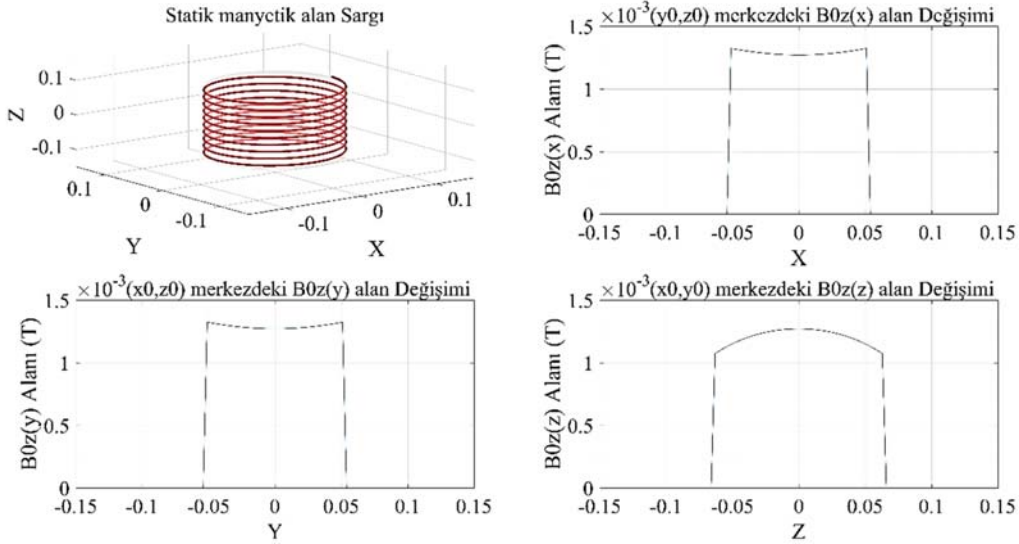 Statik manyetik alan Sargı
0.1
0
-0.1
Z
0.1
0
-0.1
Y
-0.1
0
0.1
X
×10⁻³(y0,z0) merkezdeki B0z(x) alan Değişimi
1.5
1
0.5
0
B0z(x) Alanı (T)
-0.15 -0.1 -0.05 0 0.05 0.1 0.15
X
×10⁻³(x0,z0) merkezdeki B0z(y) alan Değişimi
1.5
1
0.5
0
B0z(y) Alanı (T)
-0.15 -0.1 -0.05 0 0.05 0.1 0.15
Y
×10⁻³(x0,y0) merkezdeki B0z(z) alan Değişimi
1.5
1
0.5
0
B0z(z) Alanı (T)
-0.15 -0.1 -0.05 0 0.05 0.1 0.15
Z